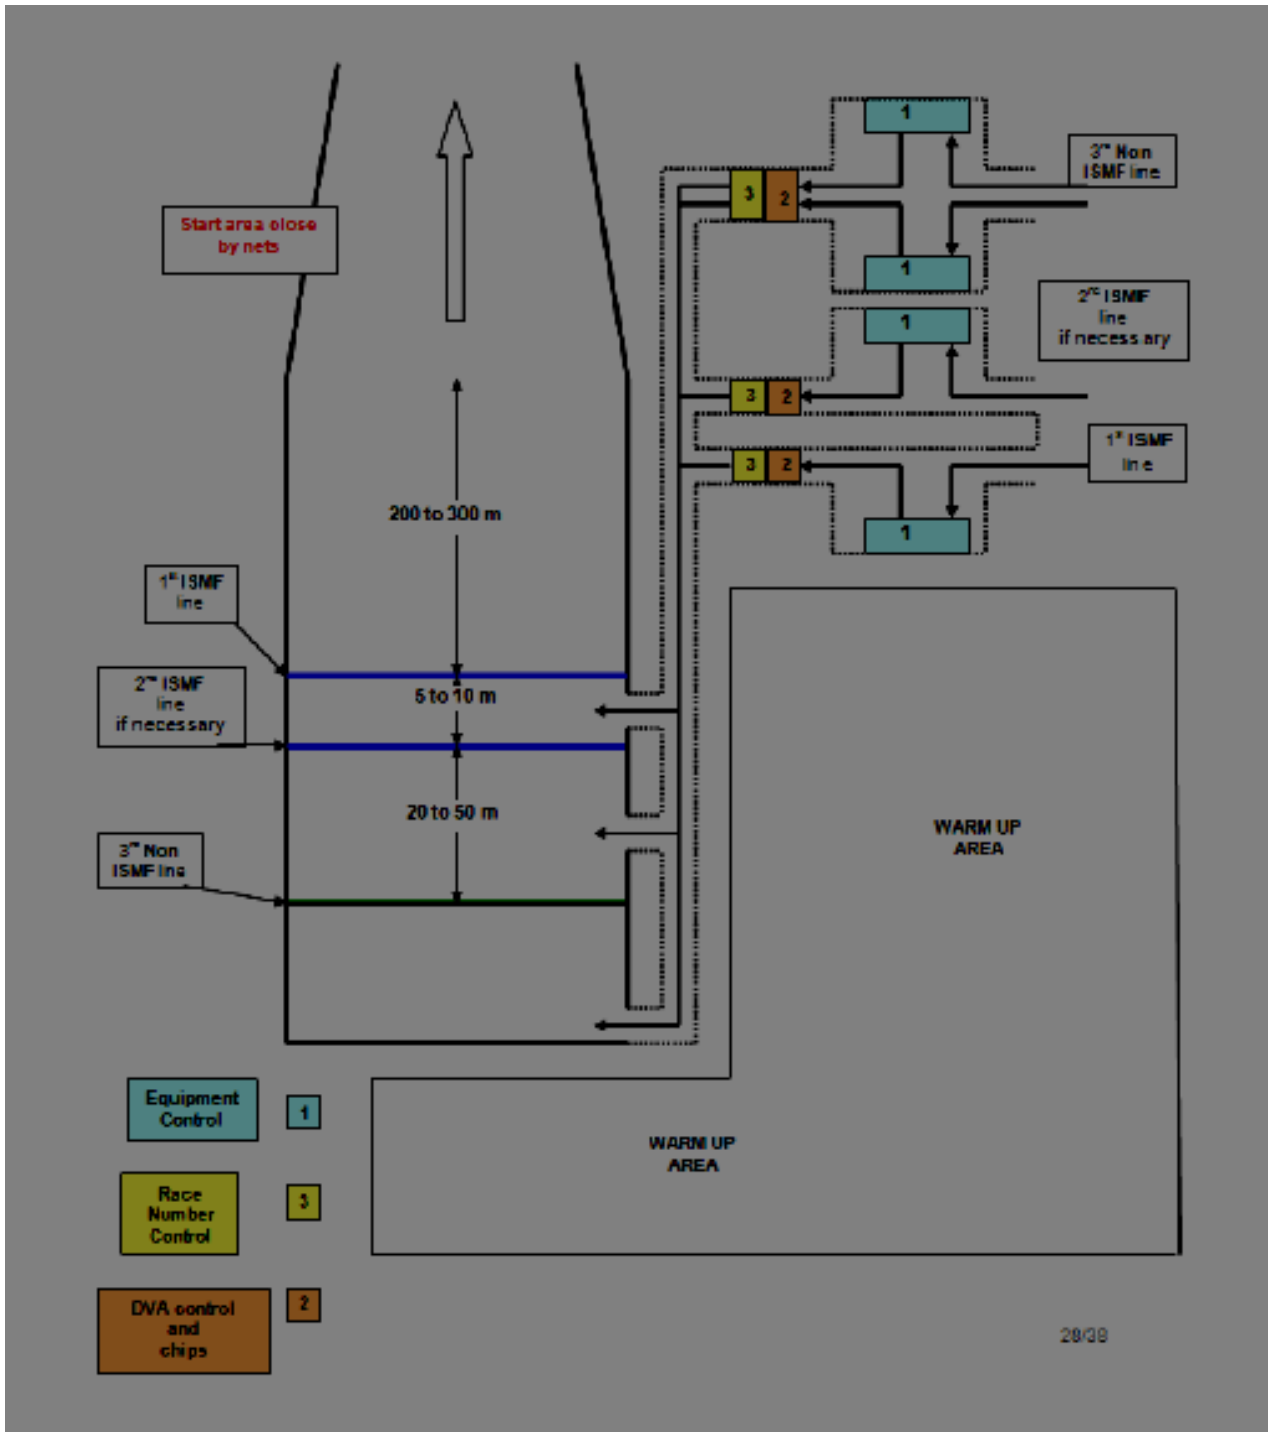 1
3ʳᵈ Non
ISMF line
3
2
Start area close
by nets
1
2ⁿᵈ ISMF
line
if necessary
1
3
2
1ˢᵗ ISMF
line
3
2
200 to 300 m
1
1ˢᵗ ISMF
line
2ⁿᵈ ISMF
line
if necessary
5 to 10 m
20 to 50 m
WARM UP
AREA
3ʳᵈ Non
ISMF line
Equipment
Control
1
WARM UP
AREA
Race
Number
Control
3
DVA control
and
chips
2
28/38